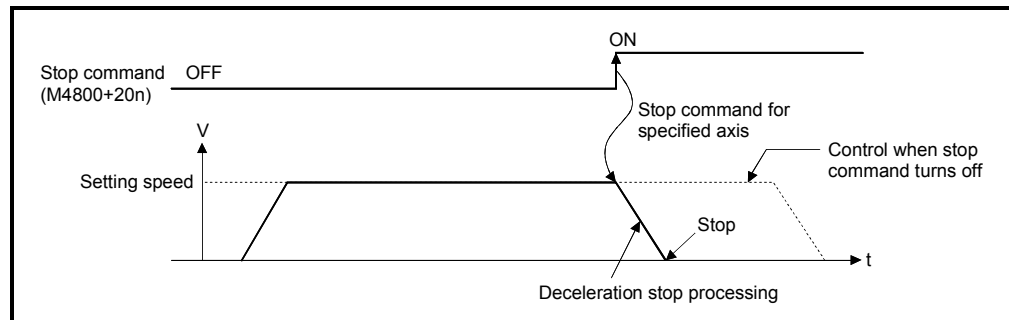 ON
Stop command OFF
(M4800+20n)
Stop command for
specified axis
V
Control when stop
command turns off
Setting speed
Stop
t
Deceleration stop processing